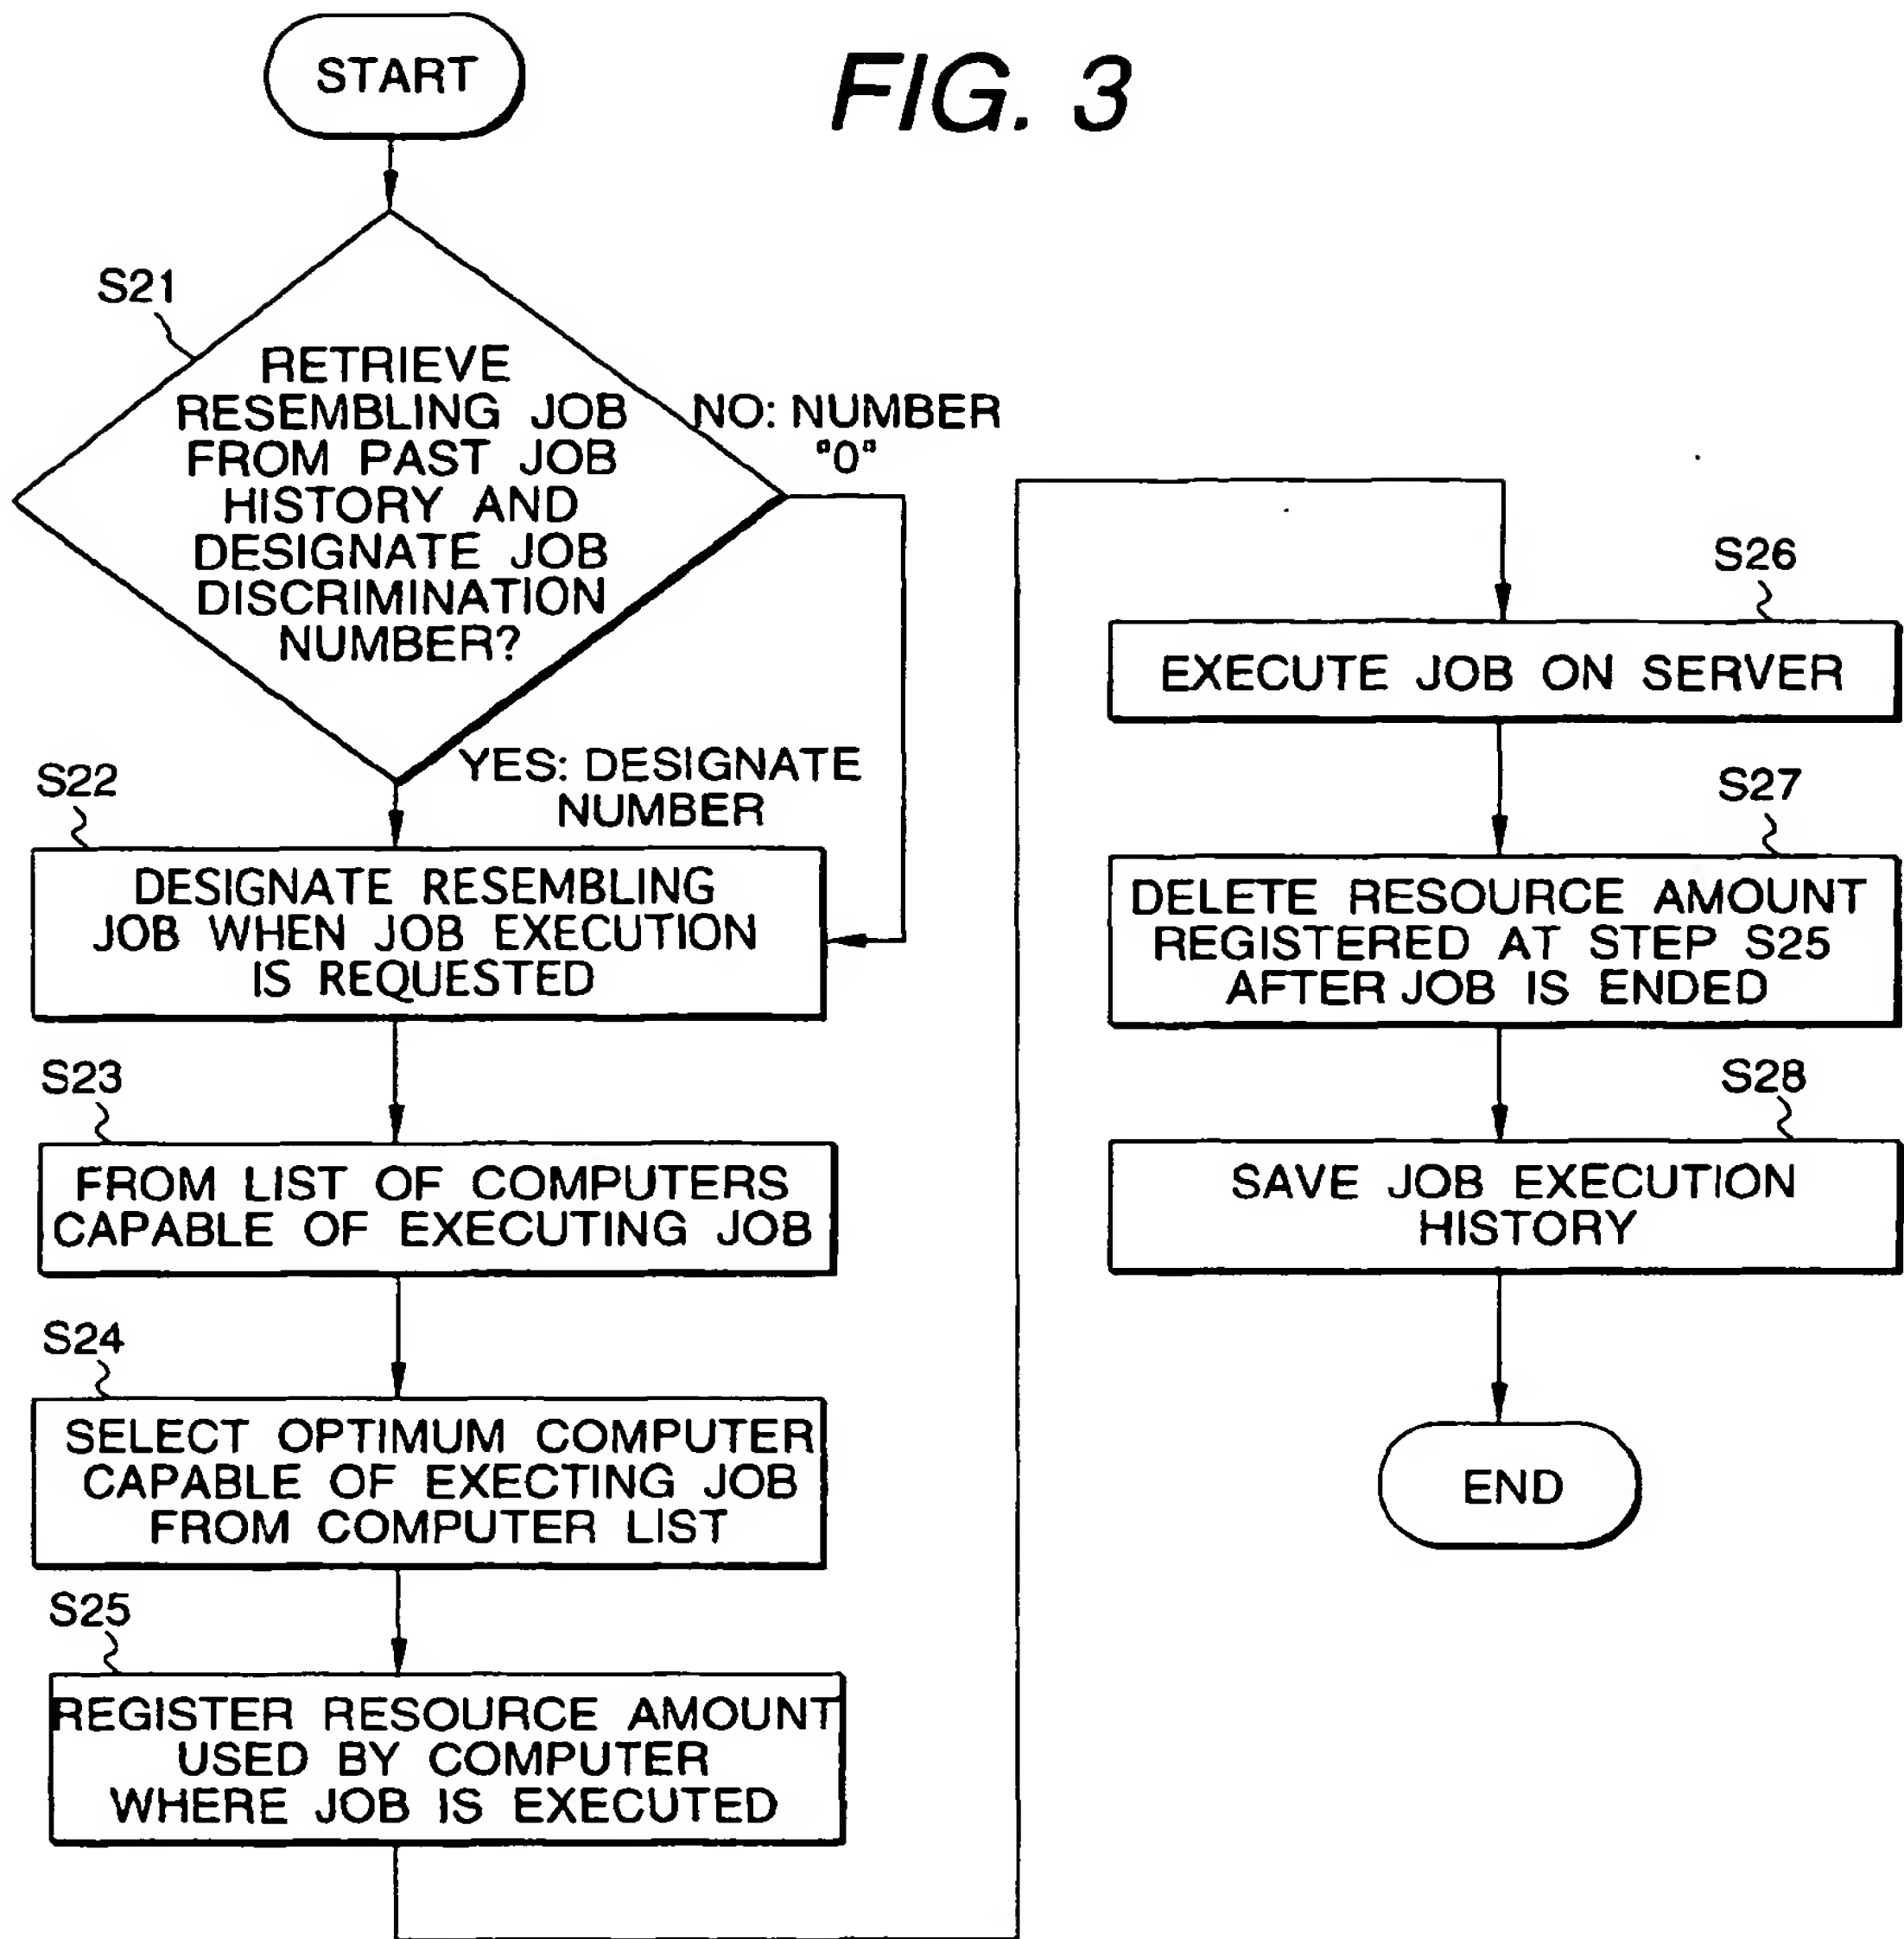 START
FIG. 3
S21
RETRIEVE
RESEMBLING JOB
FROM PAST JOB
HISTORY AND
DESIGNATE JOB
DISCRIMINATION
NUMBER?
NO: NUMBER
"0"
YES: DESIGNATE
NUMBER
S22
DESIGNATE RESEMBLING
JOB WHEN JOB EXECUTION
IS REQUESTED
S23
FROM LIST OF COMPUTERS
CAPABLE OF EXECUTING JOB
S24
SELECT OPTIMUM COMPUTER
CAPABLE OF EXECTING JOB
FROM COMPUTER LIST
S25
REGISTER RESOURCE AMOUNT
USED BY COMPUTER
WHERE JOB IS EXECUTED
S26
EXECUTE JOB ON SERVER
S27
DELETE RESOURCE AMOUNT
REGISTERED AT STEP S25
AFTER JOB IS ENDED
S28
SAVE JOB EXECUTION
HISTORY
END